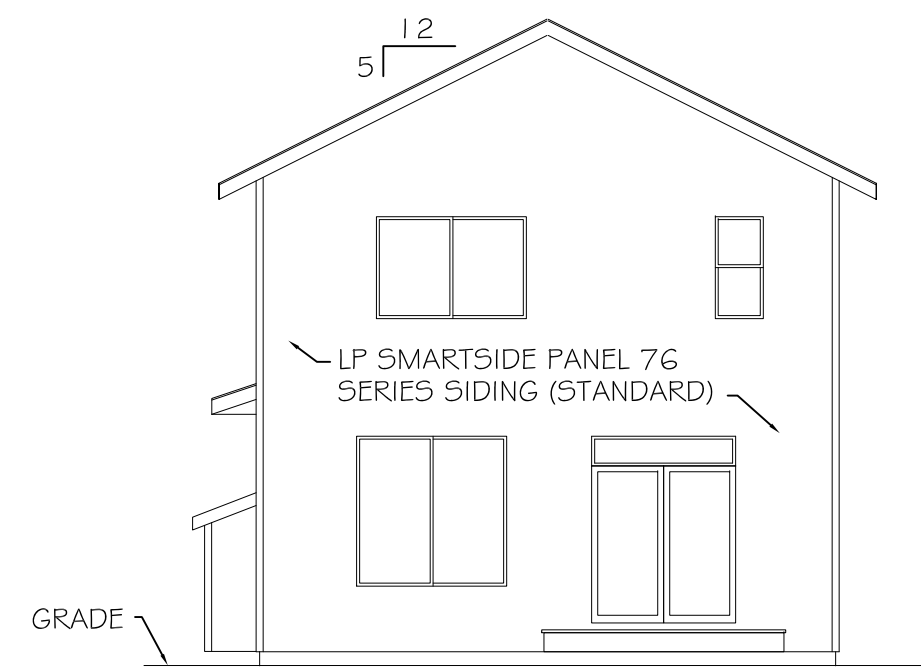 12
5
LP SMARTSIDE PANEL 76
SERIES SIDING (STANDARD)
GRADE